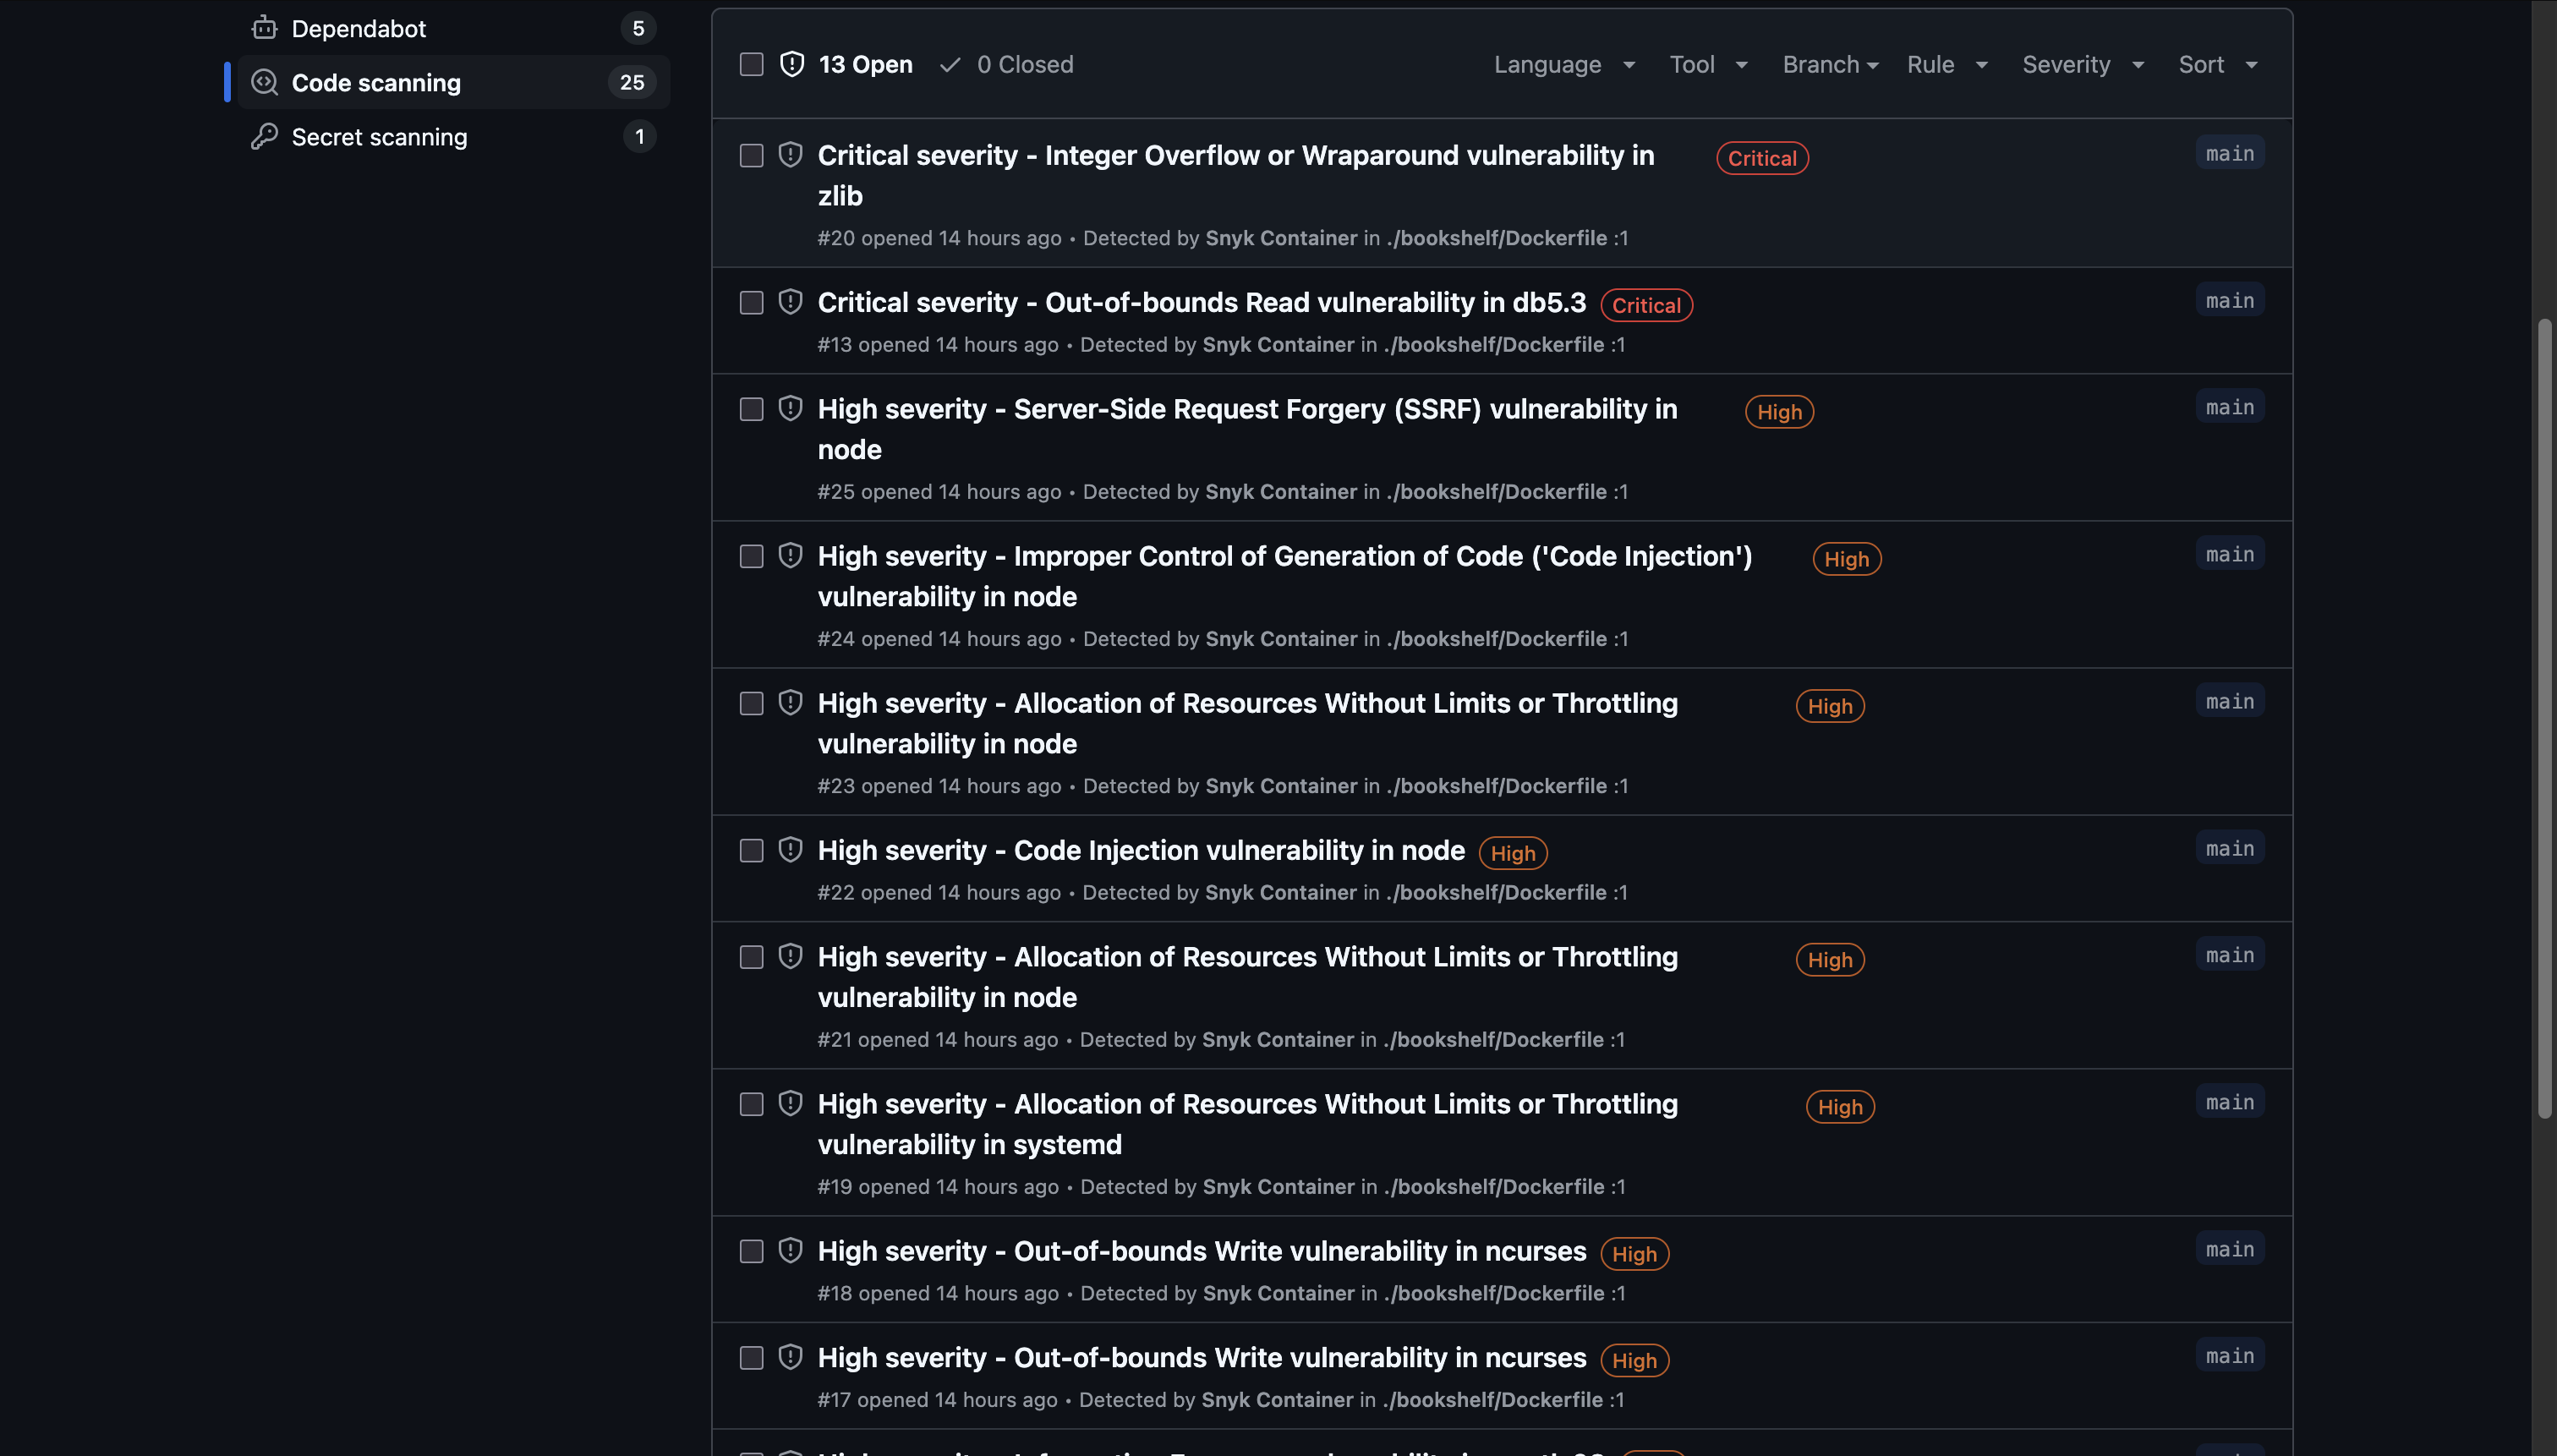 Dependabot 5
Code scanning 25
Secret scanning 1
13 Open 0 Closed Language Tool Branch Rule Severity Sort
Critical severity - Integer Overflow or Wraparound vulnerability in Critical main
zlib
#20 opened 14 hours ago • Detected by Snyk Container in ./bookshelf/Dockerfile :1
Critical severity - Out-of-bounds Read vulnerability in db5.3 Critical main
#13 opened 14 hours ago • Detected by Snyk Container in ./bookshelf/Dockerfile :1
High severity - Server-Side Request Forgery (SSRF) vulnerability in High main
node
#25 opened 14 hours ago • Detected by Snyk Container in ./bookshelf/Dockerfile :1
High severity - Improper Control of Generation of Code ('Code Injection') High main
vulnerability in node
#24 opened 14 hours ago • Detected by Snyk Container in ./bookshelf/Dockerfile :1
High severity - Allocation of Resources Without Limits or Throttling High main
vulnerability in node
#23 opened 14 hours ago • Detected by Snyk Container in ./bookshelf/Dockerfile :1
High severity - Code Injection vulnerability in node High main
#22 opened 14 hours ago • Detected by Snyk Container in ./bookshelf/Dockerfile :1
High severity - Allocation of Resources Without Limits or Throttling High main
vulnerability in node
#21 opened 14 hours ago • Detected by Snyk Container in ./bookshelf/Dockerfile :1
High severity - Allocation of Resources Without Limits or Throttling High main
vulnerability in systemd
#19 opened 14 hours ago • Detected by Snyk Container in ./bookshelf/Dockerfile :1
High severity - Out-of-bounds Write vulnerability in ncurses High main
#18 opened 14 hours ago • Detected by Snyk Container in ./bookshelf/Dockerfile :1
High severity - Out-of-bounds Write vulnerability in ncurses High main
#17 opened 14 hours ago • Detected by Snyk Container in ./bookshelf/Dockerfile :1